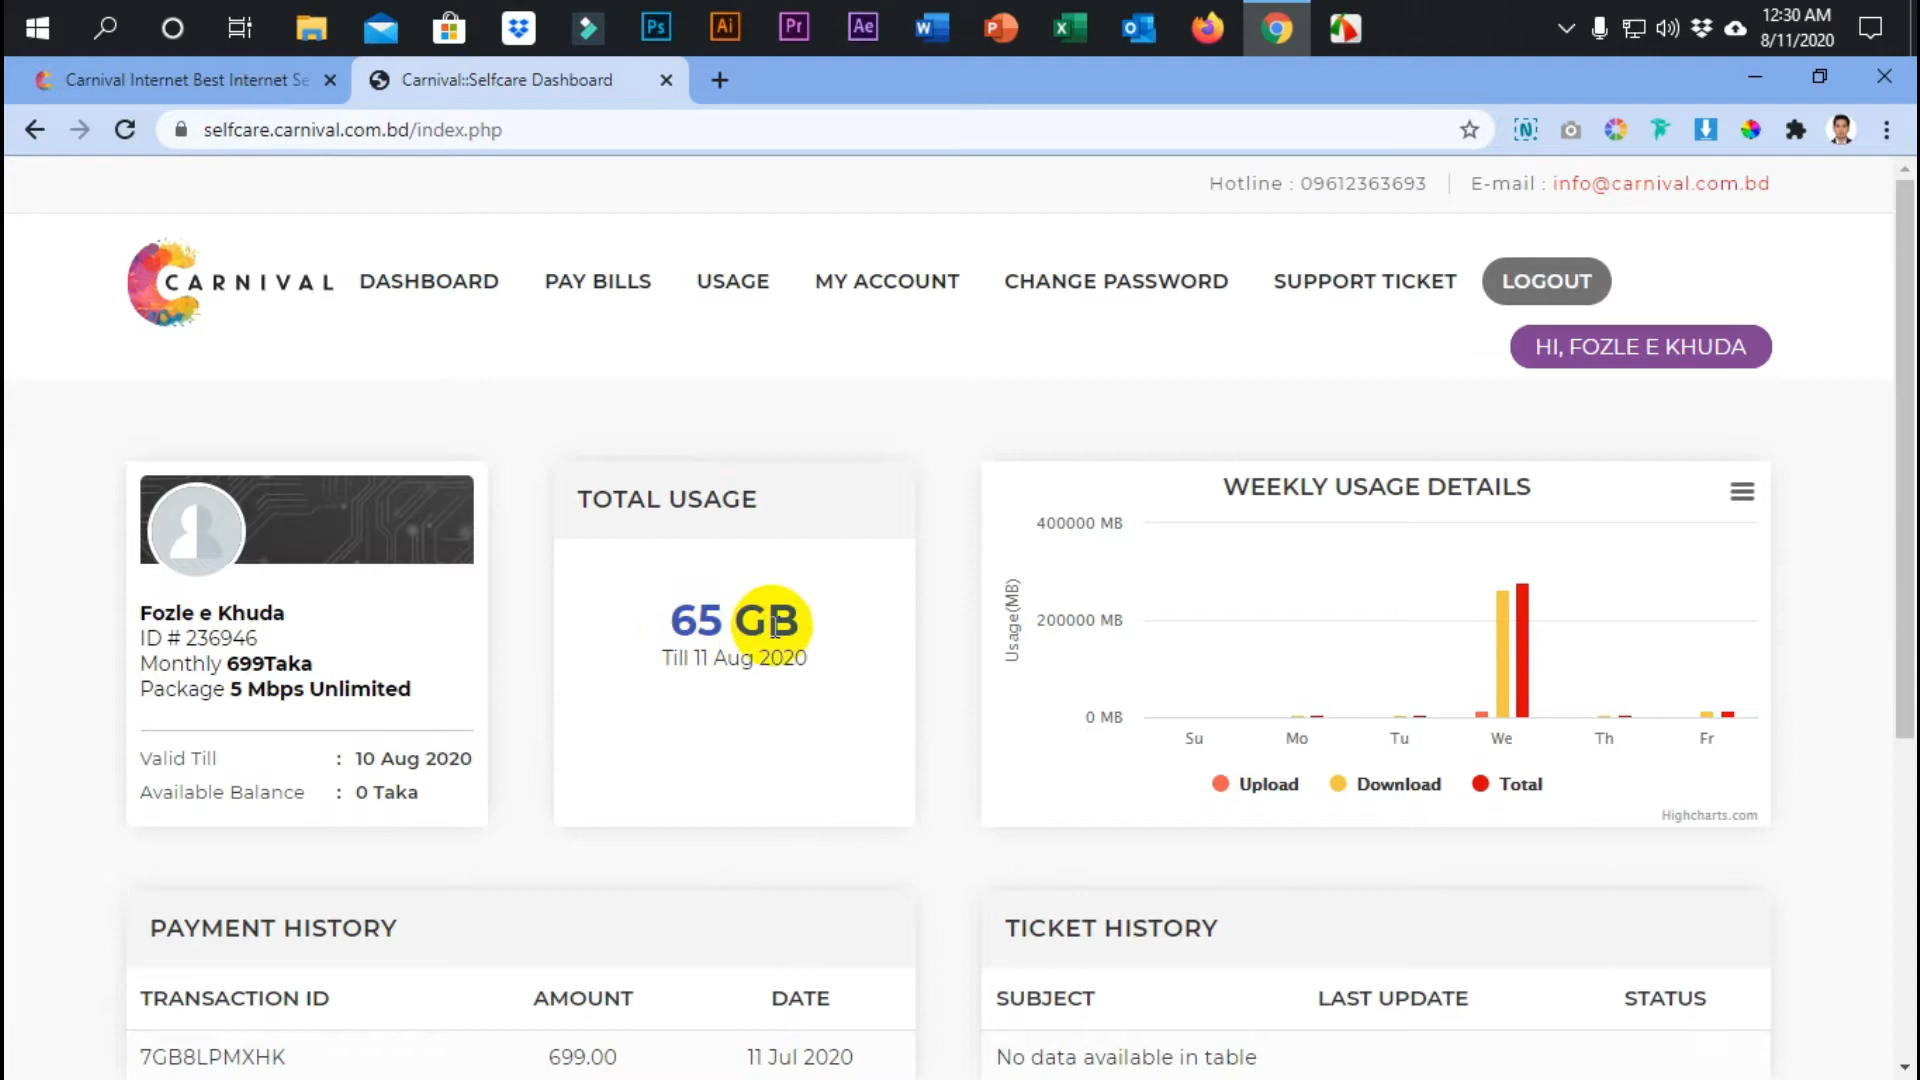 Ps
Ai
Pr
Ae
12:30 AM
8/11/2020
Carnival Internet Best Internet Se
Carnival::Selfcare Dashboard
selfcare.carnival.com.bd/index.php
Hotline : 09612363693
E-mail : info@carnival.com.bd
CARNIVAL
DASHBOARD
PAY BILLS
USAGE
MY ACCOUNT
CHANGE PASSWORD
SUPPORT TICKET
LOGOUT
HI, FOZLE E KHUDA
Fozle e Khuda
ID # 236946
Monthly 699Taka
Package 5 Mbps Unlimited
Valid Till : 10 Aug 2020
Available Balance : 0 Taka
TOTAL USAGE
65 GB
Till 11 Aug 2020
WEEKLY USAGE DETAILS
Usage(MB)
400000 MB
200000 MB
0 MB
Su Mo Tu We Th Fr
Upload Download Total
Highcharts.com
PAYMENT HISTORY
TRANSACTION ID AMOUNT DATE
7GB8LPMXHK 699.00 11 Jul 2020
TICKET HISTORY
SUBJECT LAST UPDATE STATUS
No data available in table